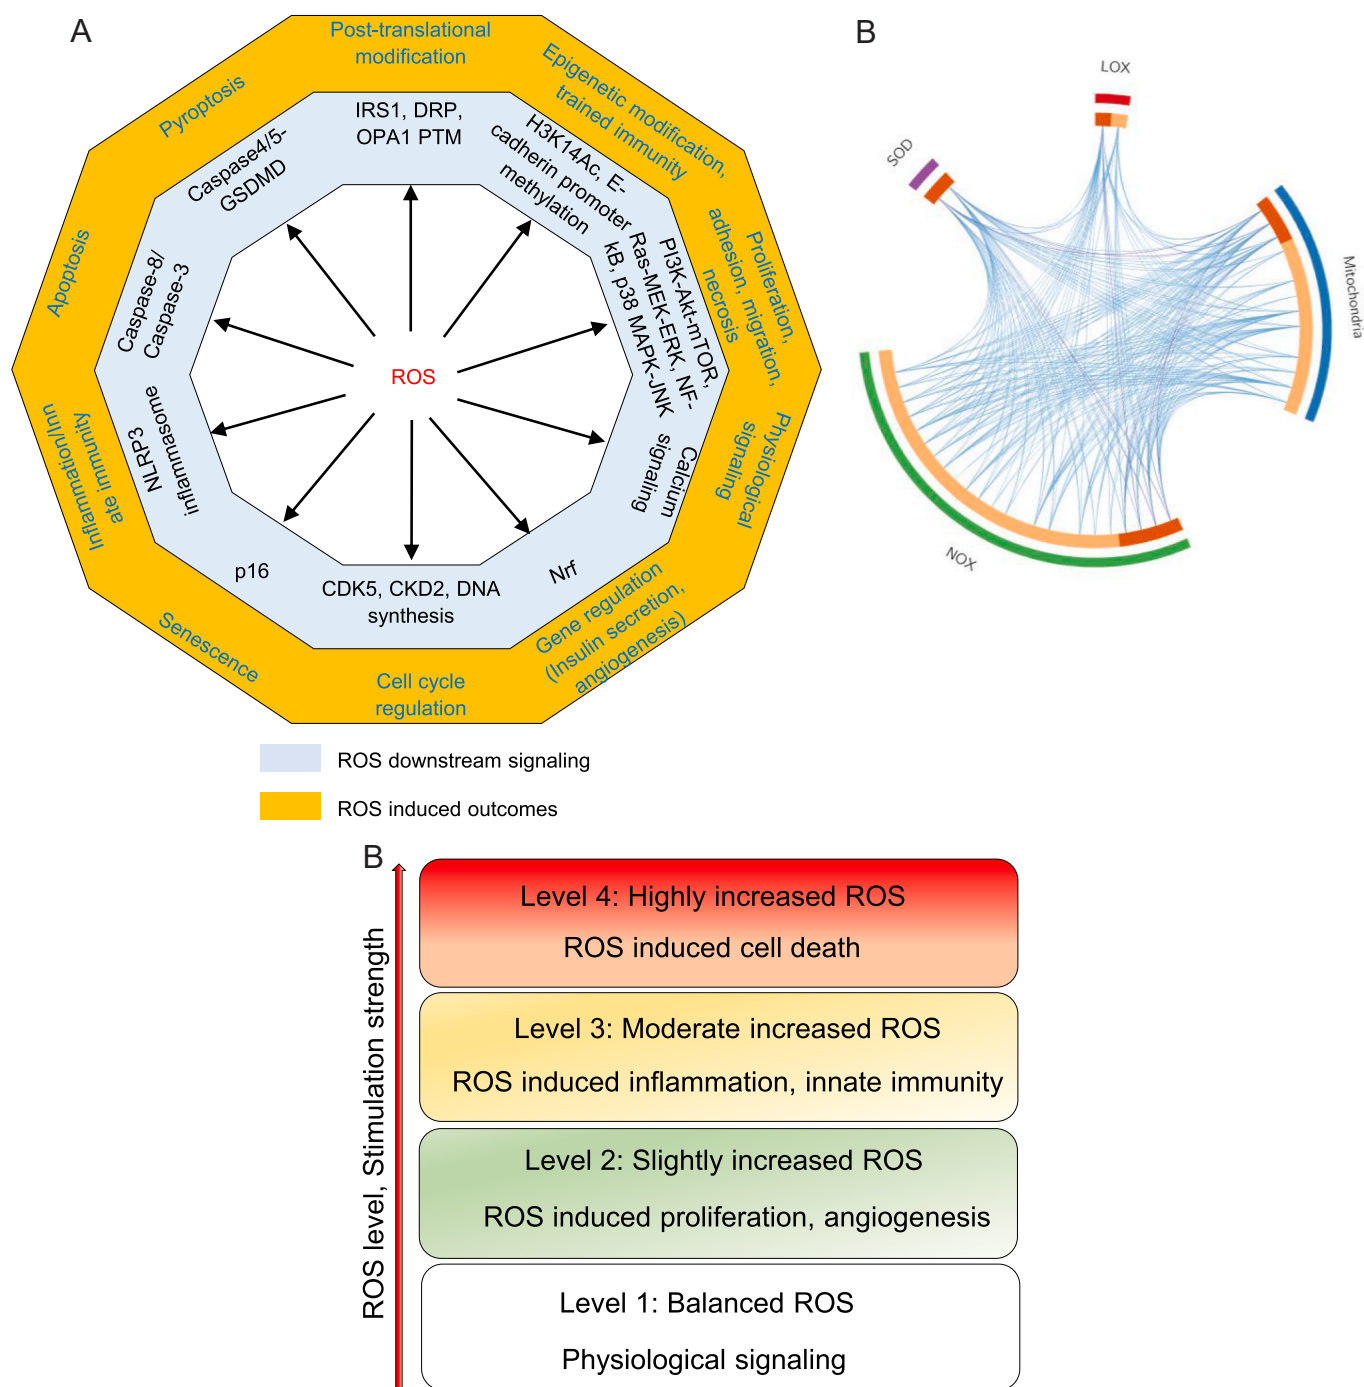 A
Post-translational
modification
Epigenetic modification,
trained immunity
Proliferation,
adhesion, migration,
necrosis
Physiological
signaling
Gene regulation
(Insulin secretion,
angiogenesis)
Cell cycle
regulation
Senescence
Inflammation/Inn
ate immunity
Apoptosis
Pyroptosis
IRS1, DRP,
OPA1 PTM
H3K14Ac, E-
cadherin promoter
methylation
PI3K-Akt-mTOR,
Ras-MEK-ERK, NF-
kB, p38 MAPK-JNK
Calcium
signaling
Nrf
CDK5, CKD2, DNA
synthesis
p16
NLRP3
inflammasome
Caspase-8/
Caspase-3
Caspase4/5-
GSDMD
ROS
ROS downstream signaling
ROS induced outcomes
B
LOX
SOD
Mitochondria
NOX
B
ROS level, Stimulation strength
Level 4: Highly increased ROS
ROS induced cell death
Level 3: Moderate increased ROS
ROS induced inflammation, innate immunity
Level 2: Slightly increased ROS
ROS induced proliferation, angiogenesis
Level 1: Balanced ROS
Physiological signaling